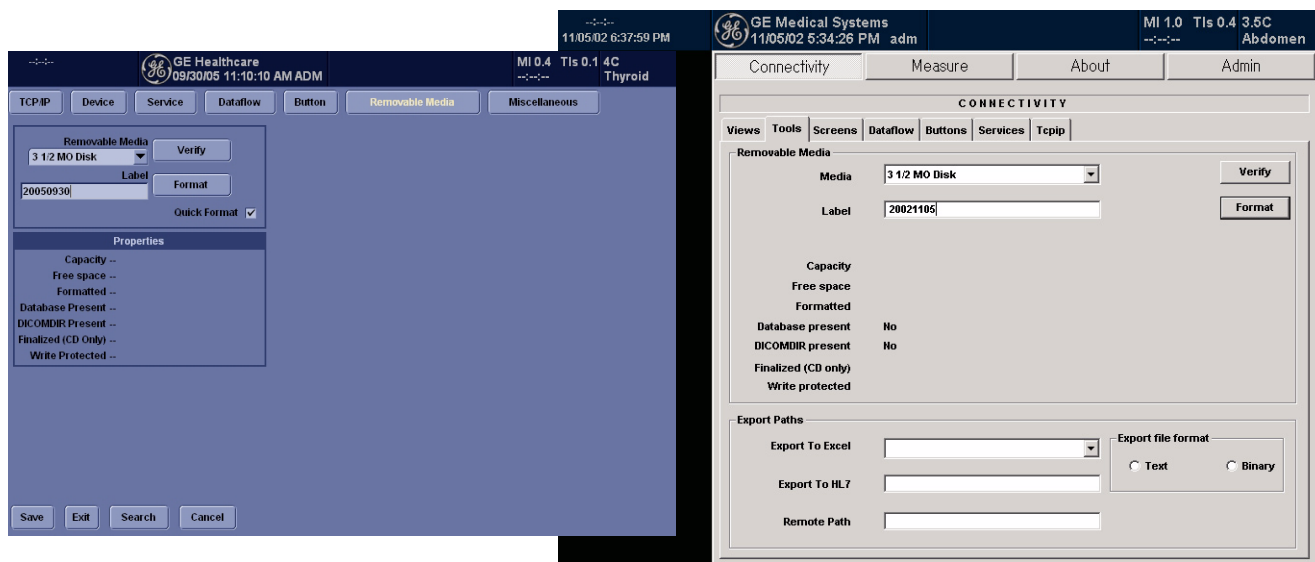 --:--:--
GE Healthcare
09/30/05 11:10:10 AM ADM
MI 0.4 TIs 0.1 4C
--:--:-- Thyroid
TCP/IP Device Service Dataflow Button Removable Media Miscellaneous
Removable Media
3 1/2 MO Disk
Verify
Label
20050930
Format
Quick Format
Properties
Capacity --
Free space --
Formatted --
Database Present --
DICOMDIR Present --
Finalized (CD Only) --
Write Protected --
Save Exit Search Cancel
--:--:--
11/05/02 6:37:59 PM
GE Medical Systems
11/05/02 5:34:26 PM adm
MI 1.0 TIs 0.4 3.5C
--:--:-- Abdomen
Connectivity Measure About Admin
CONNECTIVITY
Views Tools Screens Dataflow Buttons Services Tcpip
Removable Media
Media 3 1/2 MO Disk Verify
Label 20021105 Format
Capacity
Free space
Formatted
Database present No
DICOMDIR present No
Finalized (CD only)
Write protected
Export Paths
Export To Excel
Export file format
Text Binary
Export To HL7
Remote Path